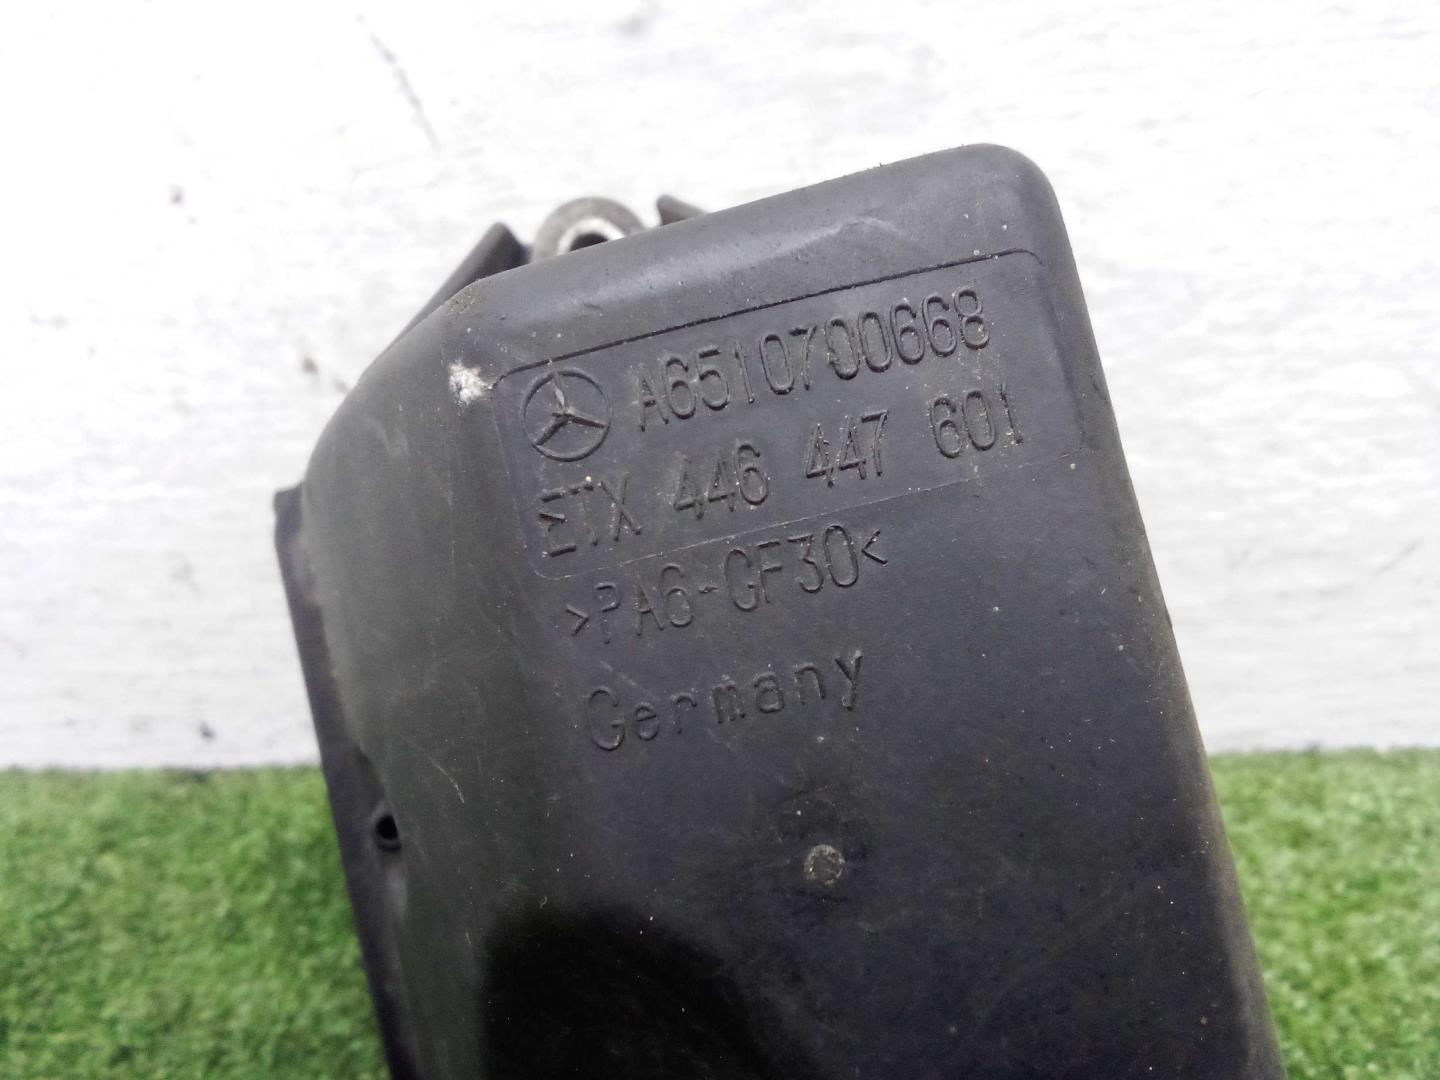 A6510700668
ETX 446 447 601
>PA6-GF30<
Germany